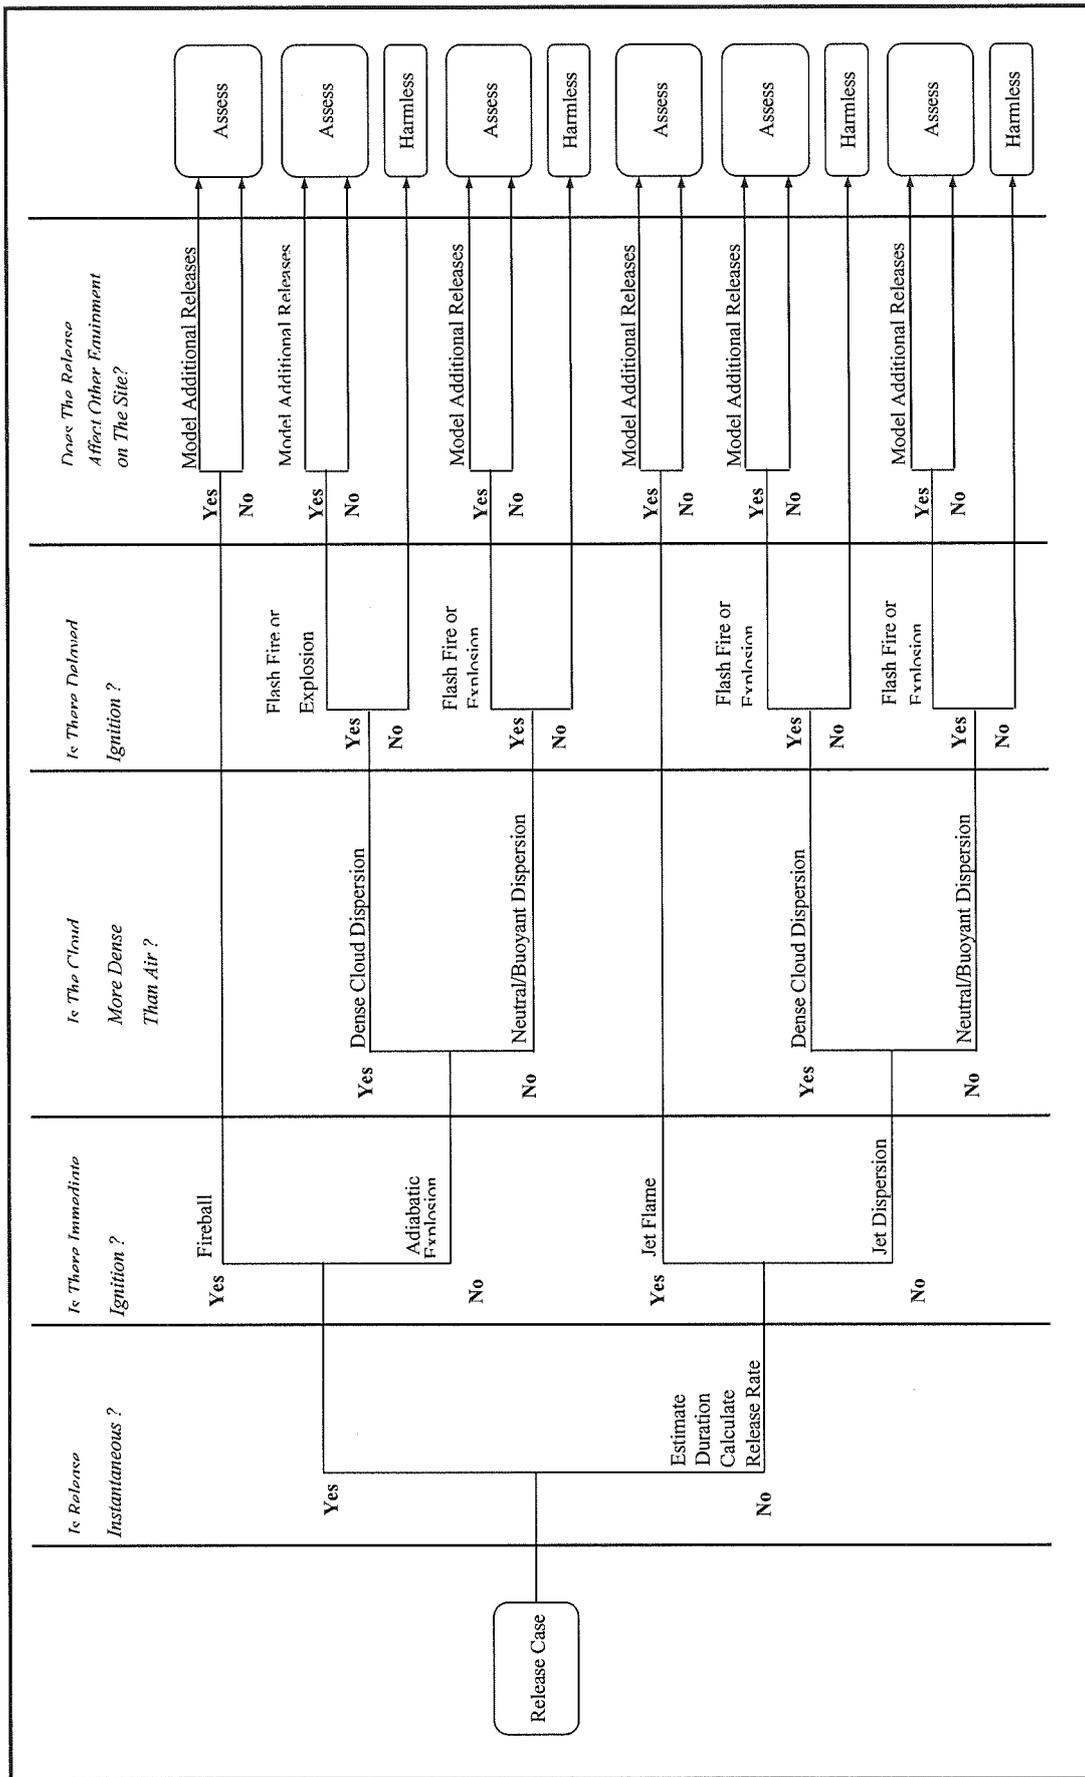 Is Release
Instantaneous ?
Is There Immediate
Ignition ?
Is The Cloud
More Dense
Than Air ?
Is There Delayed
Ignition ?
Does The Release
Affect Other Equipment
on The Site?
Release Case
Yes
No
Estimate
Duration
Calculate
Release Rate
Yes
Fireball
No
Adiabatic
Explosion
Yes
Jet Flame
No
Jet Dispersion
Yes
Dense Cloud Dispersion
No
Neutral/Buoyant Dispersion
Yes
Dense Cloud Dispersion
No
Neutral/Buoyant Dispersion
Yes
No
Flash Fire or
Explosion
Yes
No
Flash Fire or
Explosion
Yes
No
Flash Fire or
Explosion
Yes
No
Flash Fire or
Explosion
Yes
No
Model Additional Releases
Yes
No
Model Additional Releases
Yes
No
Model Additional Releases
Yes
No
Model Additional Releases
Yes
No
Model Additional Releases
Yes
No
Model Additional Releases
Assess
Assess
Harmless
Assess
Harmless
Assess
Assess
Harmless
Assess
Harmless